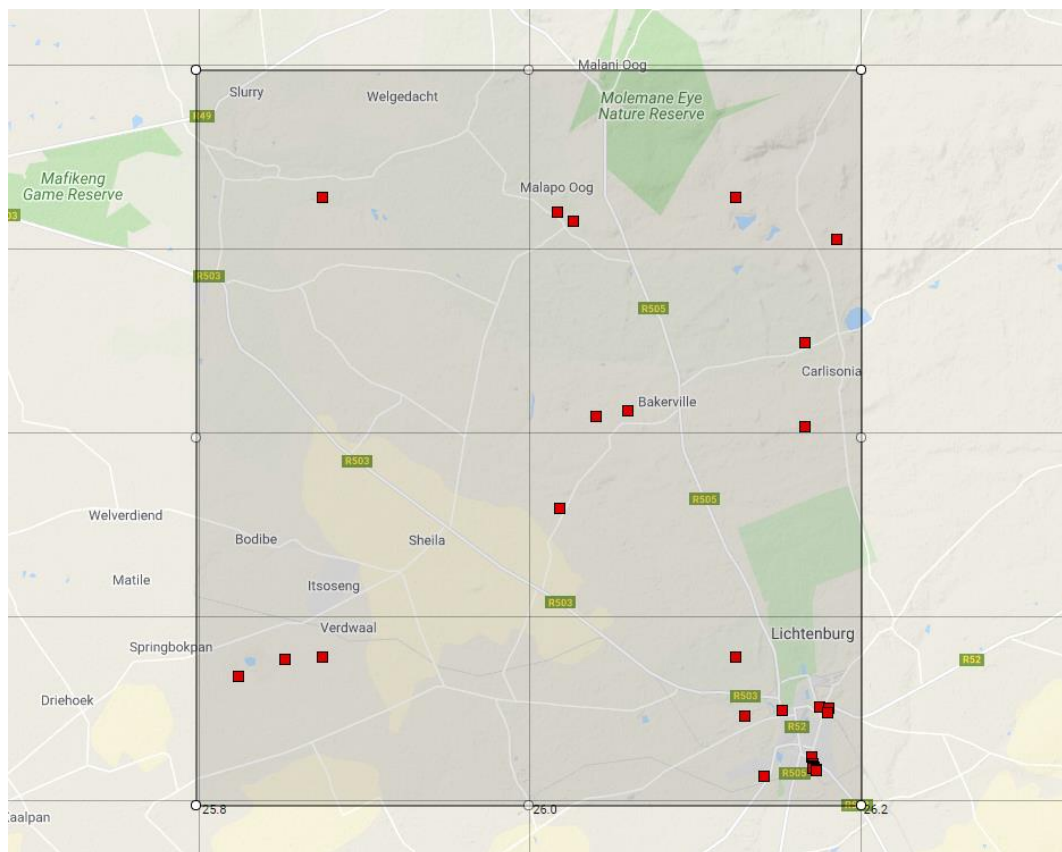 Malani Oog
Slurry
Welgedacht
Molemane Eye
Nature Reserve
R49
Mafikeng
Game Reserve
Malapo Oog
03
R503
R505
Carlisonia
Bakerville
R503
R505
Welverdiend
Bodibe
Sheila
Matile
Itsoseng
R503
Verdwaal
Lichtenburg
Springbokpan
R52
Driehoek
R503
R52
R505
25.8
26.0
26.2